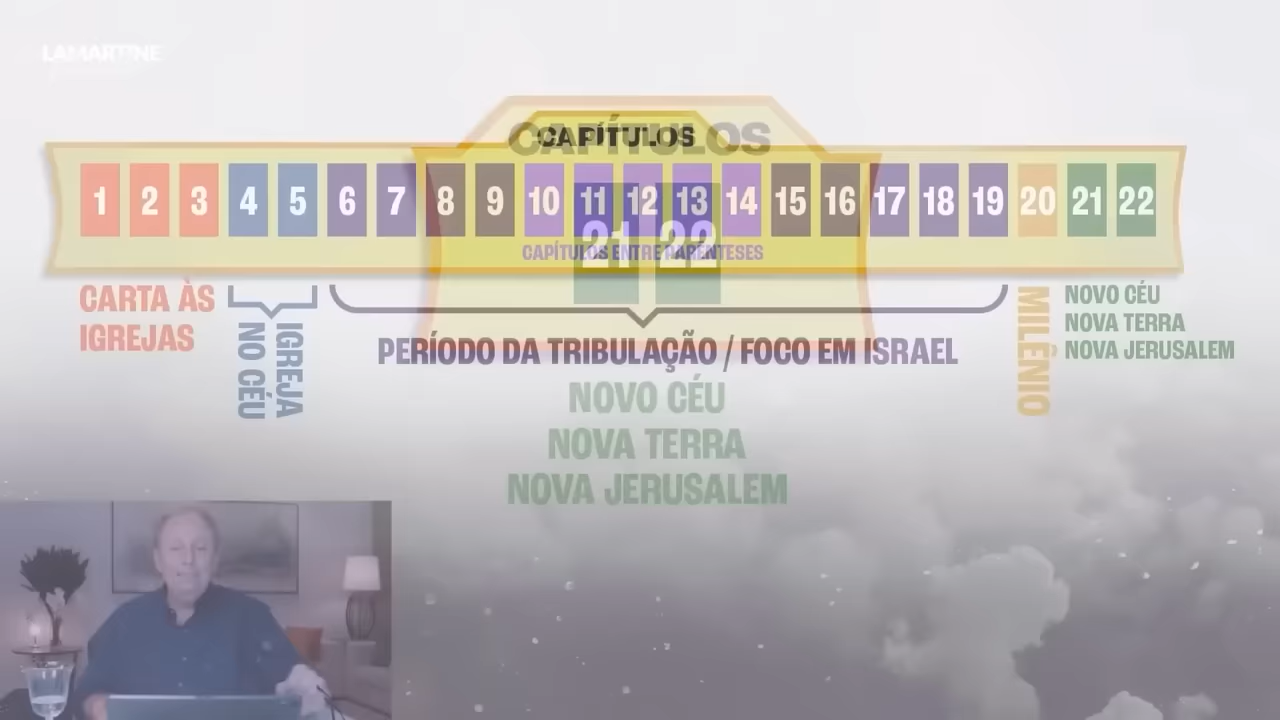 LAMARTINE
CAPÍTULOS
CAPÍTULOS
1 2 3 4 5 6 7 8 9 10 11 12 13 14 15 16 17 18 19 20 21 22
21 22
CAPÍTULOS ENTRE PARENTESES
CARTA ÀS
IGREJAS
IGREJA
NO CÉU
PERÍODO DA TRIBULAÇÃO / FOCO EM ISRAEL
MILÊNIO
NOVO CÉU
NOVA TERRA
NOVA JERUSALEM
NOVO CÉU
NOVA TERRA
NOVA JERUSALEM